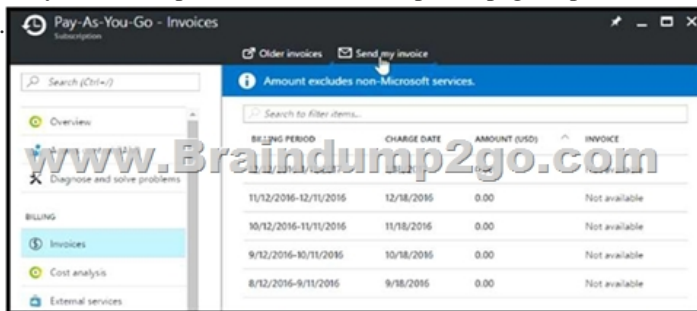 Pay-As-You-Go - Invoices
Subscription
Older invoices Send my invoice
Search (Ctrl+/)
Amount excludes non-Microsoft services.
Search to filter items...
Overview
BILLING PERIOD CHARGE DATE AMOUNT (USD) INVOICE
www.Braindump2go.com
Diagnose and solve problems
11/12/2016-12/11/2016 12/18/2016 0.00 Not available
BILLING
10/12/2016-11/11/2016 11/18/2016 0.00 Not available
Invoices
9/12/2016-10/11/2016 10/18/2016 0.00 Not available
Cost analysis
8/12/2016-9/11/2016 9/18/2016 0.00 Not available
External services